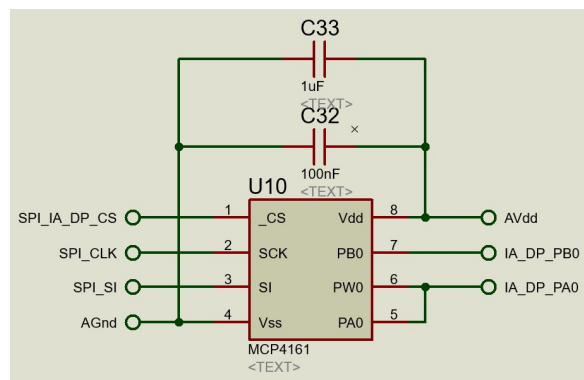 C33
1uF
<TEXT>
C32
100nF
<TEXT>
U10
SPI_IA_DP_CS 1 _CS Vdd 8 AVdd
SPI_CLK 2 SCK PB0 7 IA_DP_PB0
SPI_SI 3 SI PW0 6 IA_DP_PA0
AGnd 4 Vss PA0 5
MCP4161
<TEXT>